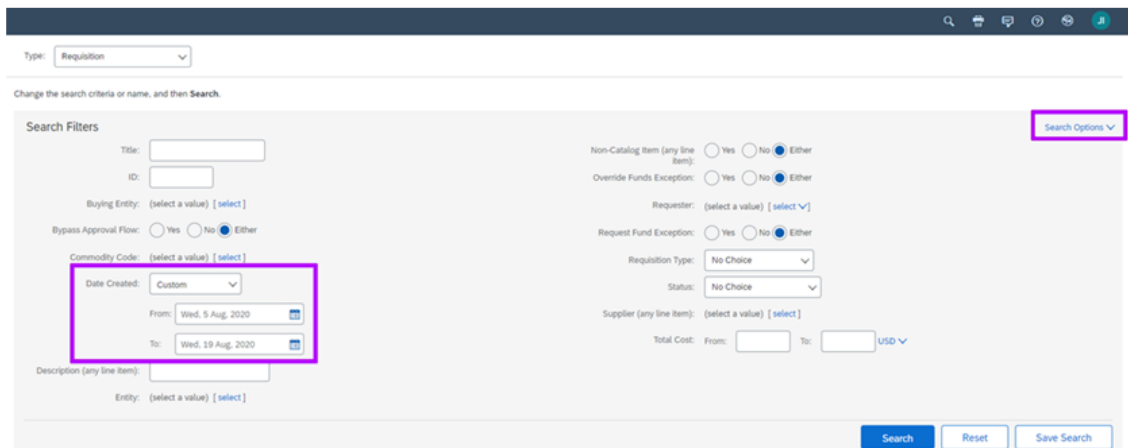 JI
Type: Requisition
Change the search criteria or name, and then Search.
Search Filters
Search Options
Title:
ID:
Buying Entity: (select a value) [ select ]
Bypass Approval Flow: Yes No Either
Commodity Code: (select a value) [ select ]
Date Created: Custom
From: Wed, 5 Aug, 2020
To: Wed, 19 Aug, 2020
Description (any line item):
Entity: (select a value) [ select ]
Non-Catalog Item (any line
item): Yes No Either
Override Funds Exception: Yes No Either
Requester: (select a value) [ select ]
Request Fund Exception: Yes No Either
Requisition Type: No Choice
Status: No Choice
Supplier (any line item): (select a value) [ select ]
Total Cost: From: To: USD
Search Reset Save Search